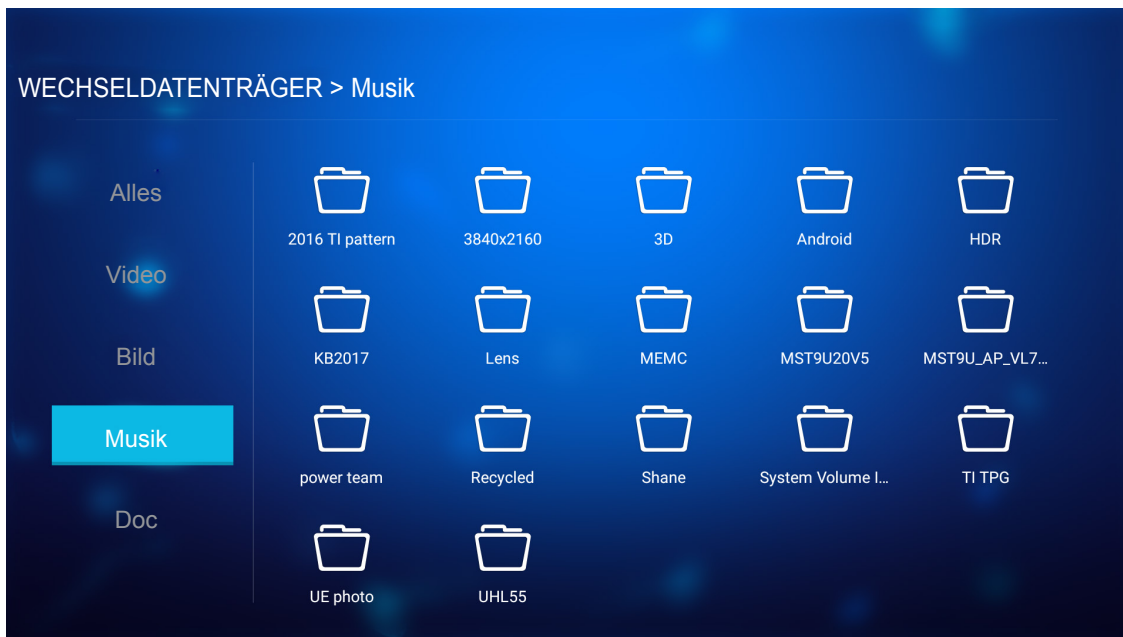 WECHSELDATENTRÄGER > Musik
Alles
Video
Bild
Musik
Doc
2016 TI pattern
3840x2160
3D
Android
HDR
KB2017
Lens
MEMC
MST9U20V5
MST9U_AP_VL7...
power team
Recycled
Shane
System Volume I...
TI TPG
UE photo
UHL55